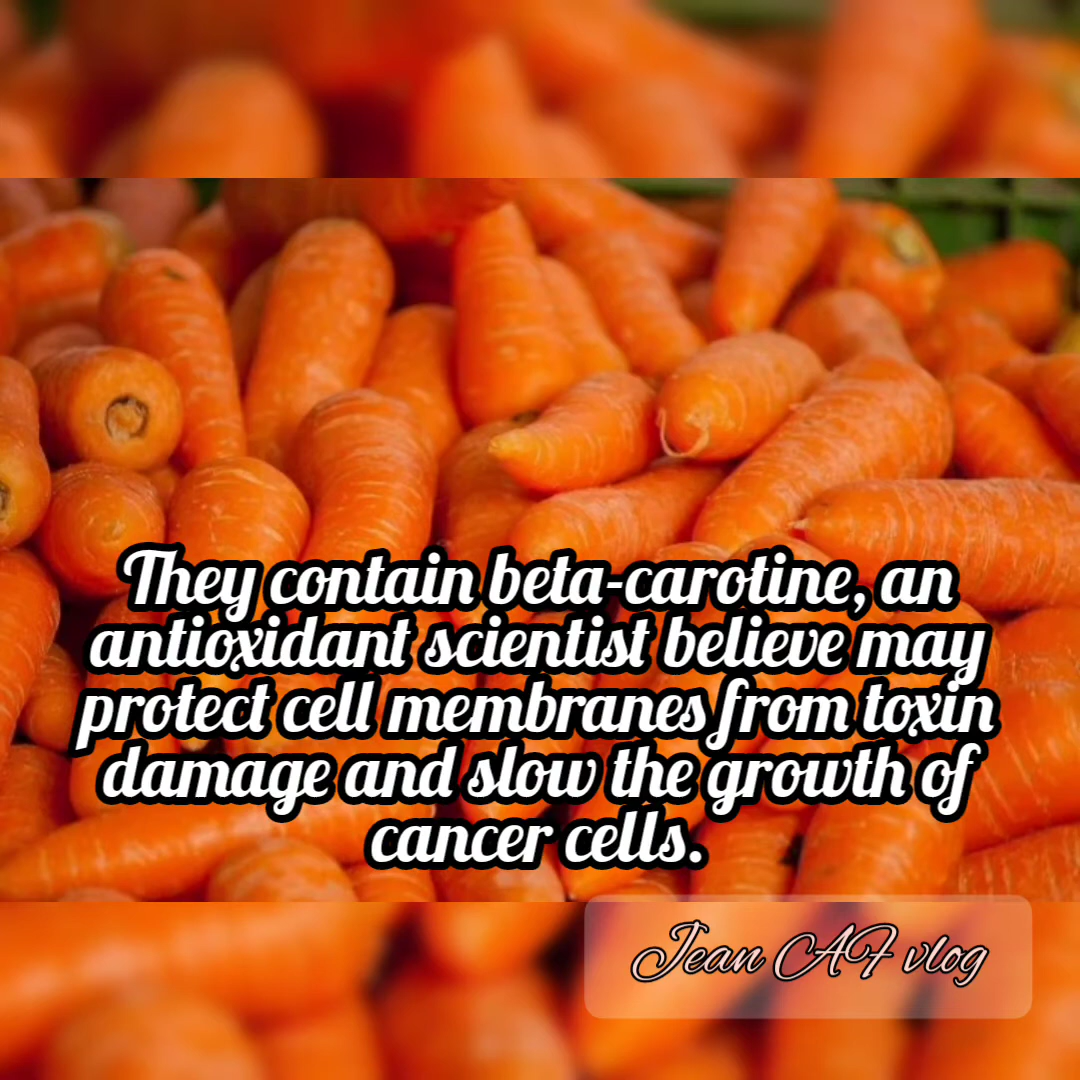 They contain beta-carotine, an
antioxidant scientist believe may
protect cell membranes from toxin
damage and slow the growth of
cancer cells.
Jean AF vlog